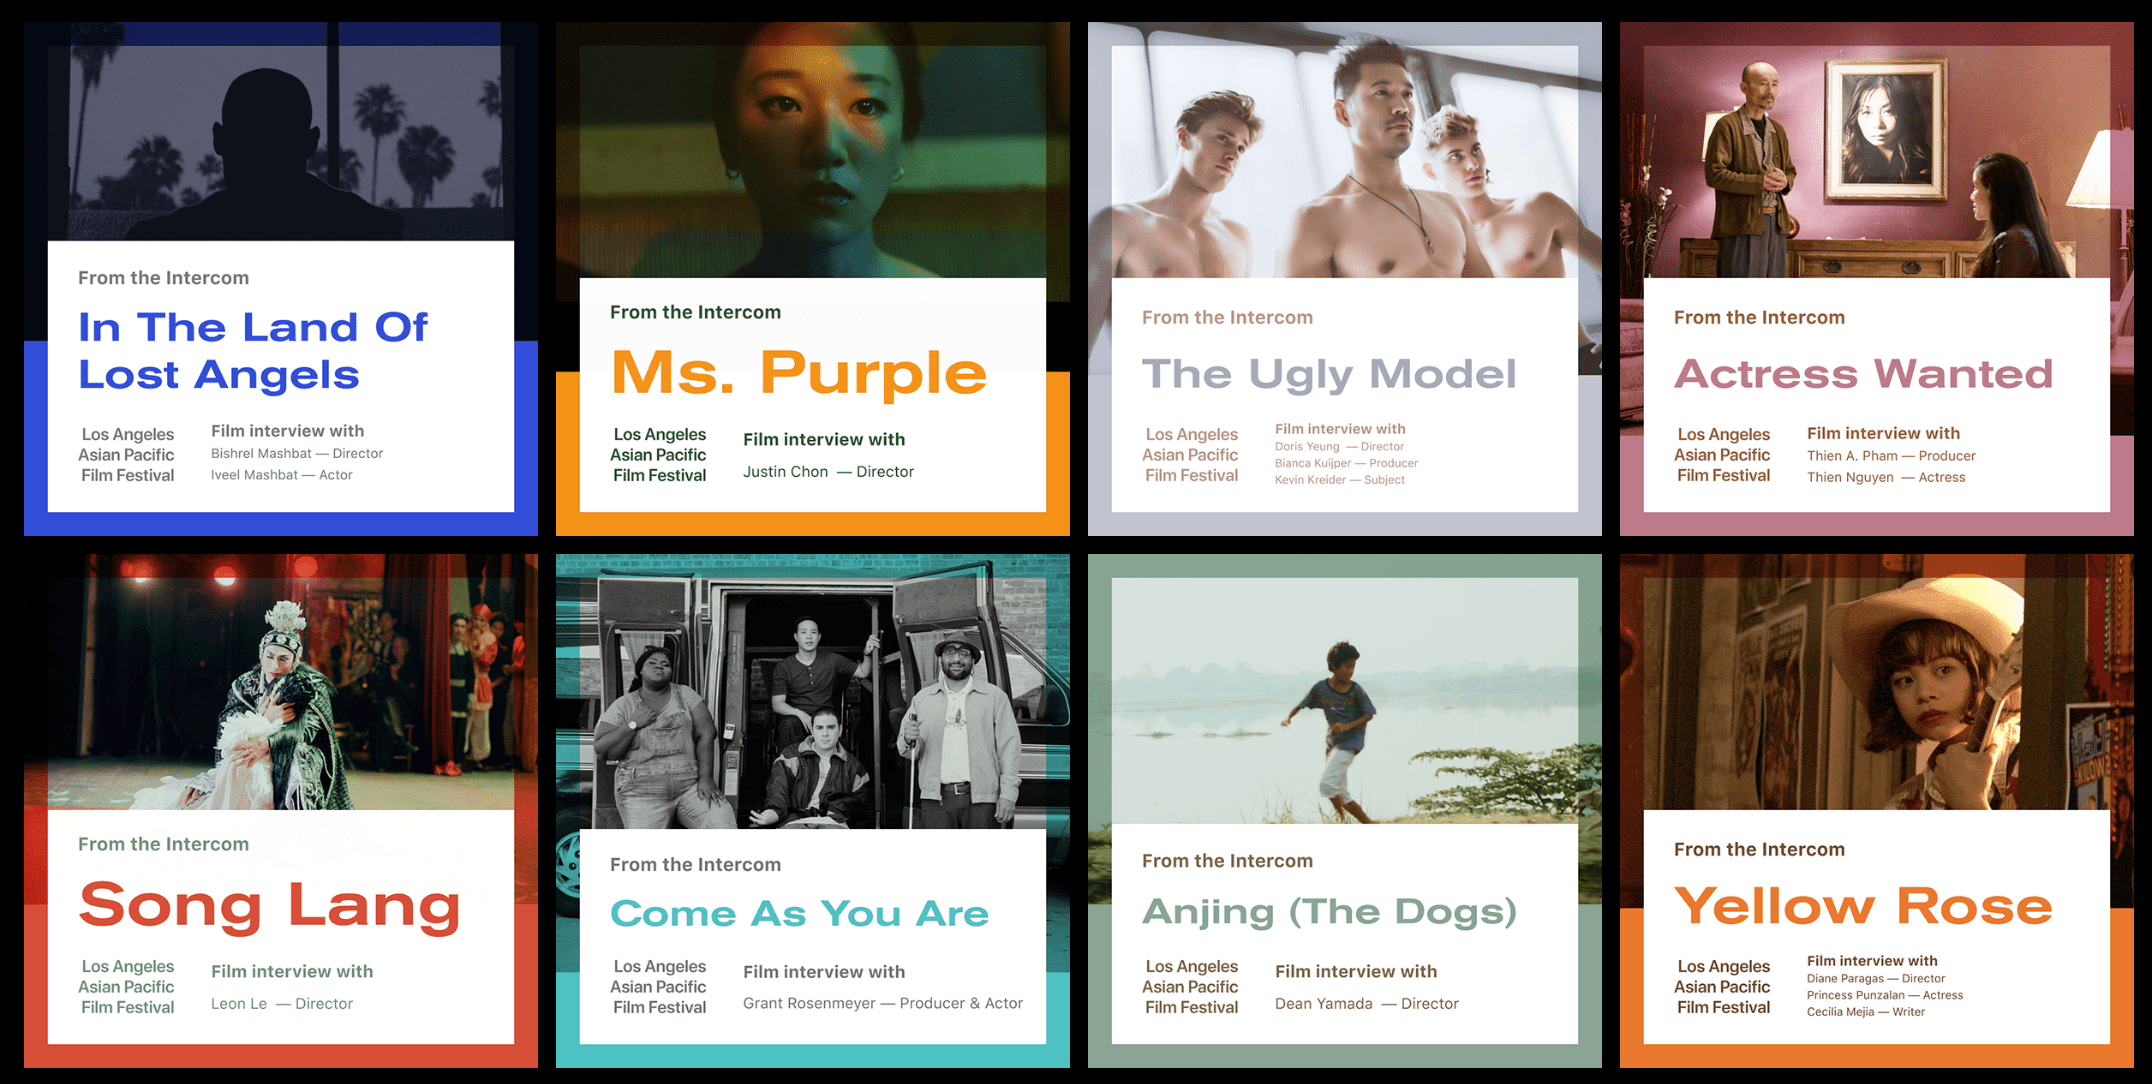 From the Intercom
In The Land Of
Lost Angels
Los Angeles
Asian Pacific
Film Festival
Film interview with
Bishrel Mashbat — Director
Iveel Mashbat — Actor
From the Intercom
Ms. Purple
Los Angeles
Asian Pacific
Film Festival
Film interview with
Justin Chon — Director
From the Intercom
The Ugly Model
Los Angeles
Asian Pacific
Film Festival
Film interview with
Doris Yeung — Director
Bianca Kuijper — Producer
Kevin Kreider — Subject
From the Intercom
Actress Wanted
Los Angeles
Asian Pacific
Film Festival
Film interview with
Thien A. Pham — Producer
Thien Nguyen — Actress
From the Intercom
Song Lang
Los Angeles
Asian Pacific
Film Festival
Film interview with
Leon Le — Director
From the Intercom
Come As You Are
Los Angeles
Asian Pacific
Film Festival
Film interview with
Grant Rosenmeyer — Producer & Actor
From the Intercom
Anjing (The Dogs)
Los Angeles
Asian Pacific
Film Festival
Film interview with
Dean Yamada — Director
From the Intercom
Yellow Rose
Los Angeles
Asian Pacific
Film Festival
Film interview with
Diane Paragas — Director
Princess Punzalan — Actress
Cecilia Mejia — Writer